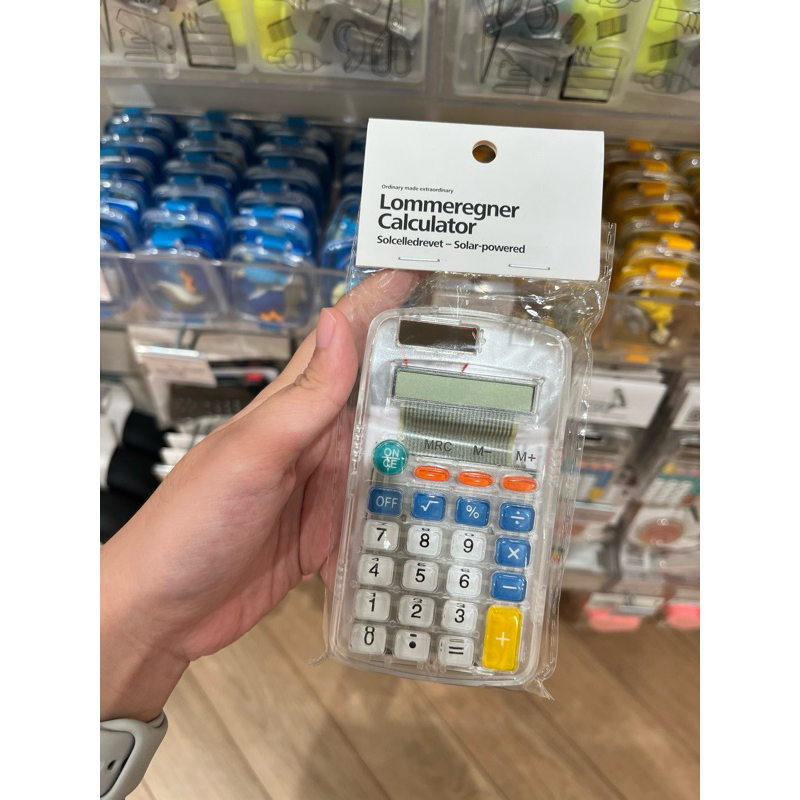 Ordinary made extraordinary
Lommeregner
Calculator
Solcelledrevet – Solar-powered
MRC M− M+
ON
CE
OFF √ % ÷
7 8 9 ×
4 5 6 −
1 2 3
0 • = +